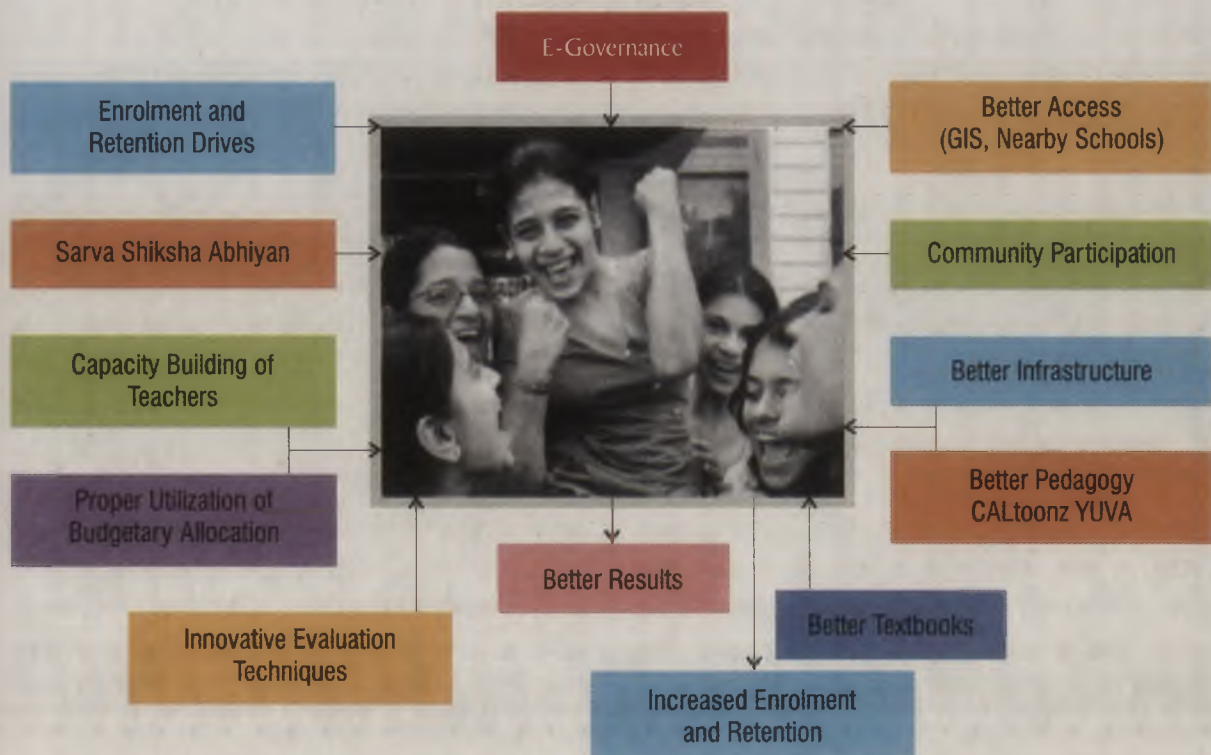 E-Governance
Enrolment and
Retention Drives
Better Access
(GIS, Nearby Schools)
Sarva Shiksha Abhiyan
Community Participation
Capacity Building of
Teachers
Better Infrastructure
Proper Utilization of
Budgetary Allocation
Better Pedagogy
CALtoonz YUVA
Better Results
Innovative Evaluation
Techniques
Better Textbooks
Increased Enrolment
and Retention